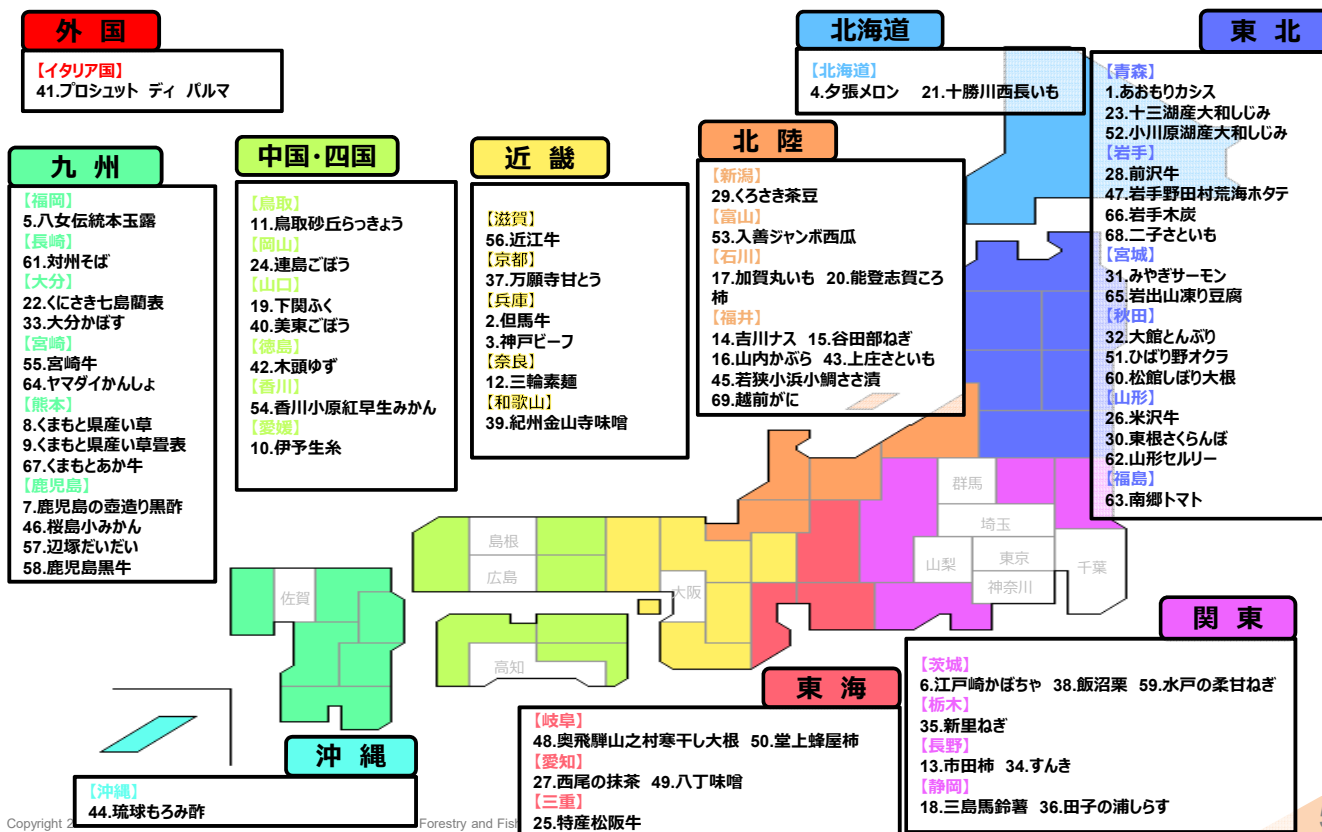 外 国
【イタリア国】
41.プロシュット ディ パルマ
北海道
【北海道】
4.夕張メロン 21.十勝川西長いも
東 北
【青森】
1.あおもりカシス
23.十三湖産大和しじみ
52.小川原湖産大和しじみ
【岩手】
28.前沢牛
47.岩手野田村荒海ホタテ
66.岩手木炭
68.二子さといも
【宮城】
31.みやぎサーモン
65.岩出山凍り豆腐
【秋田】
32.大館とんぶり
51.ひばり野オクラ
60.松館しぼり大根
【山形】
26.米沢牛
30.東根さくらんぼ
62.山形セルリー
【福島】
63.南郷トマト
九 州
【福岡】
5.八女伝統本玉露
【長崎】
61.対州そば
【大分】
22.くにさき七島藺表
33.大分かぼす
【宮崎】
55.宮崎牛
64.ヤマダイかんしょ
【熊本】
8.くまもと県産い草
9.くまもと県産い草畳表
67.くまもとあか牛
【鹿児島】
7.鹿児島の壺造り黒酢
46.桜島小みかん
57.辺塚だいだい
58.鹿児島黒牛
中国・四国
【鳥取】
11.鳥取砂丘らっきょう
【岡山】
24.連島ごぼう
【山口】
19.下関ふく
40.美東ごぼう
【徳島】
42.木頭ゆず
【香川】
54.香川小原紅早生みかん
【愛媛】
10.伊予生糸
近 畿
【滋賀】
56.近江牛
【京都】
37.万願寺甘とう
【兵庫】
2.但馬牛
3.神戸ビーフ
【奈良】
12.三輪素麺
【和歌山】
39.紀州金山寺味噌
北 陸
【新潟】
29.くろさき茶豆
【富山】
53.入善ジャンボ西瓜
【石川】
17.加賀丸いも 20.能登志賀ころ
柿
【福井】
14.吉川ナス 15.谷田部ねぎ
16.山内かぶら 43.上庄さといも
45.若狭小浜小鯛ささ漬
69.越前がに
群馬
埼玉
山梨
東京
千葉
神奈川
島根
広島
大阪
佐賀
高知
関 東
【茨城】
6.江戸崎かぼちゃ 38.飯沼栗 59.水戸の柔甘ねぎ
【栃木】
35.新里ねぎ
【長野】
13.市田柿 34.すんき
【静岡】
18.三島馬鈴薯 36.田子の浦しらす
東 海
【岐阜】
48.奥飛騨山之村寒干し大根 50.堂上蜂屋柿
【愛知】
27.西尾の抹茶 49.八丁味噌
【三重】
25.特産松阪牛
沖 縄
【沖縄】
44.琉球もろみ酢
Copyright 2
Forestry and Fis